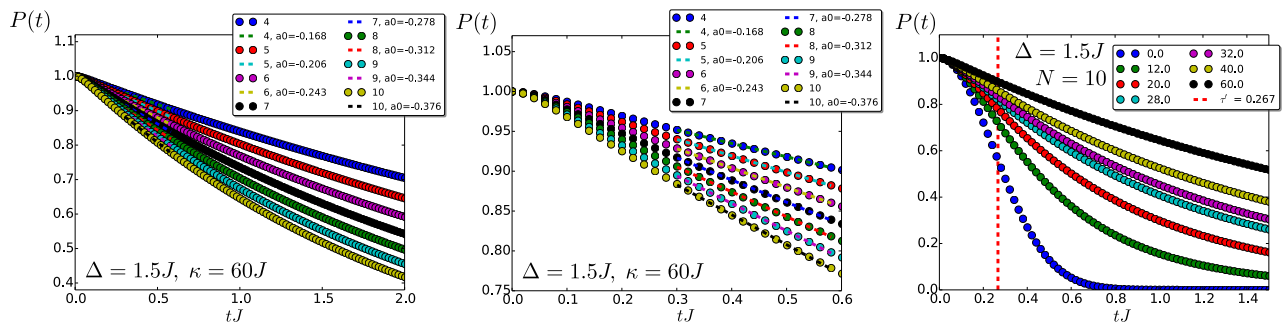 P(t)
4
4, a0=-0.168
5
5, a0=-0.206
6
6, a0=-0.243
7
7, a0=-0.278
8
8, a0=-0.312
9
9, a0=-0.344
10
10, a0=-0.376
1.1
1.0
0.9
0.8
0.7
0.6
0.5
0.4
Δ = 1.5J, κ = 60J
0.0 0.5 1.0 1.5 2.0
tJ
P(t)
4
4, a0=-0.168
5
5, a0=-0.206
6
6, a0=-0.243
7
7, a0=-0.278
8
8, a0=-0.312
9
9, a0=-0.344
10
10, a0=-0.376
1.05
1.00
0.95
0.90
0.85
0.80
0.75
Δ = 1.5J, κ = 60J
0.0 0.1 0.2 0.3 0.4 0.5 0.6
tJ
P(t)
Δ = 1.5J
N = 10
0.0
12.0
20.0
28.0
32.0
40.0
60.0
τ′ = 0.267
1.2
1.0
0.8
0.6
0.4
0.2
0.0
0.0 0.2 0.4 0.6 0.8 1.0 1.2 1.4
tJ